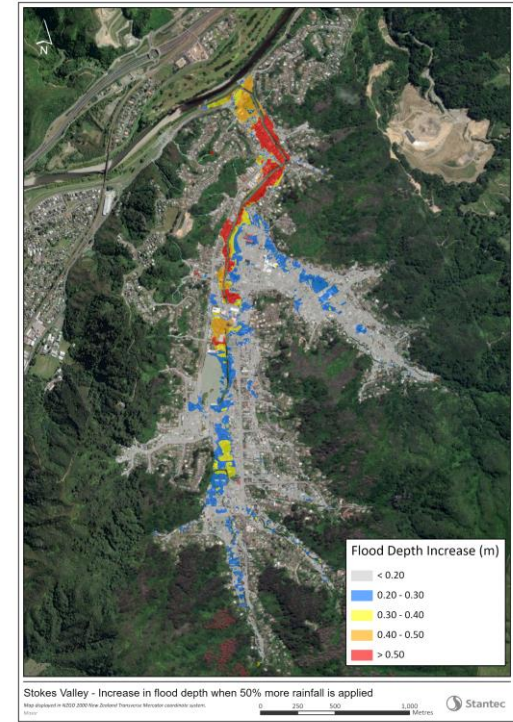 N
Flood Depth Increase (m)
< 0.20
0.20 - 0.30
0.30 - 0.40
0.40 - 0.50
> 0.50
Stokes Valley - Increase in flood depth when 50% more rainfall is applied
Map displayed in NZGD 2000 New Zealand Transverse Mercator coordinate system.
0 250 500 1,000
Metres
Stantec